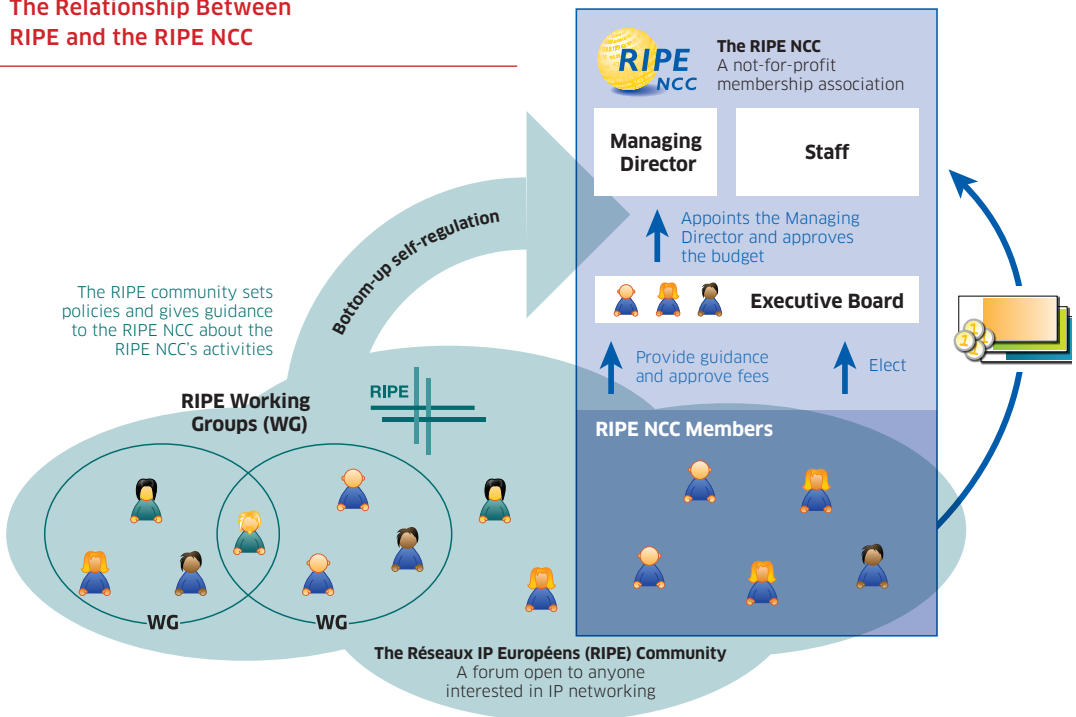 The Relationship Between
RIPE and the RIPE NCC
RIPE
NCC
The RIPE NCC
A not-for-profit
membership association
Managing
Director
Staff
Appoints the Managing
Director and approves
the budget
Executive Board
Provide guidance
and approve fees
Elect
RIPE NCC Members
Bottom-up self-regulation
The RIPE community sets
policies and gives guidance
to the RIPE NCC about the
RIPE NCC's activities
RIPE Working
Groups (WG)
RIPE
WG
WG
The Réseaux IP Européens (RIPE) Community
A forum open to anyone
interested in IP networking
1
1
1